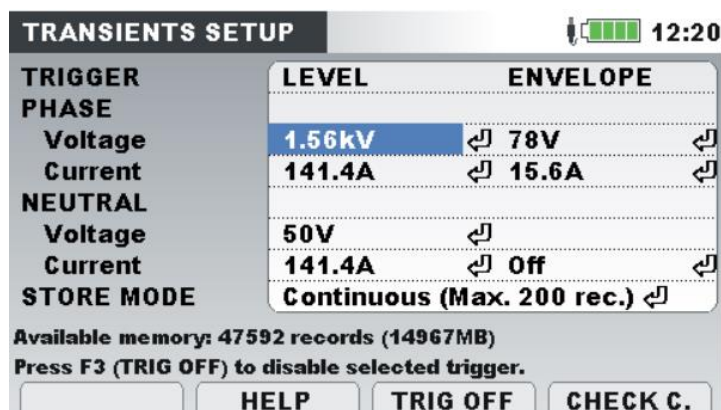 TRANSIENTS SETUP 12:20
TRIGGER LEVEL ENVELOPE
PHASE
Voltage 1.56kV 78V
Current 141.4A 15.6A
NEUTRAL
Voltage 50V
Current 141.4A Off
STORE MODE Continuous (Max. 200 rec.)
Available memory: 47592 records (14967MB)
Press F3 (TRIG OFF) to disable selected trigger.
HELP TRIG OFF CHECK C.